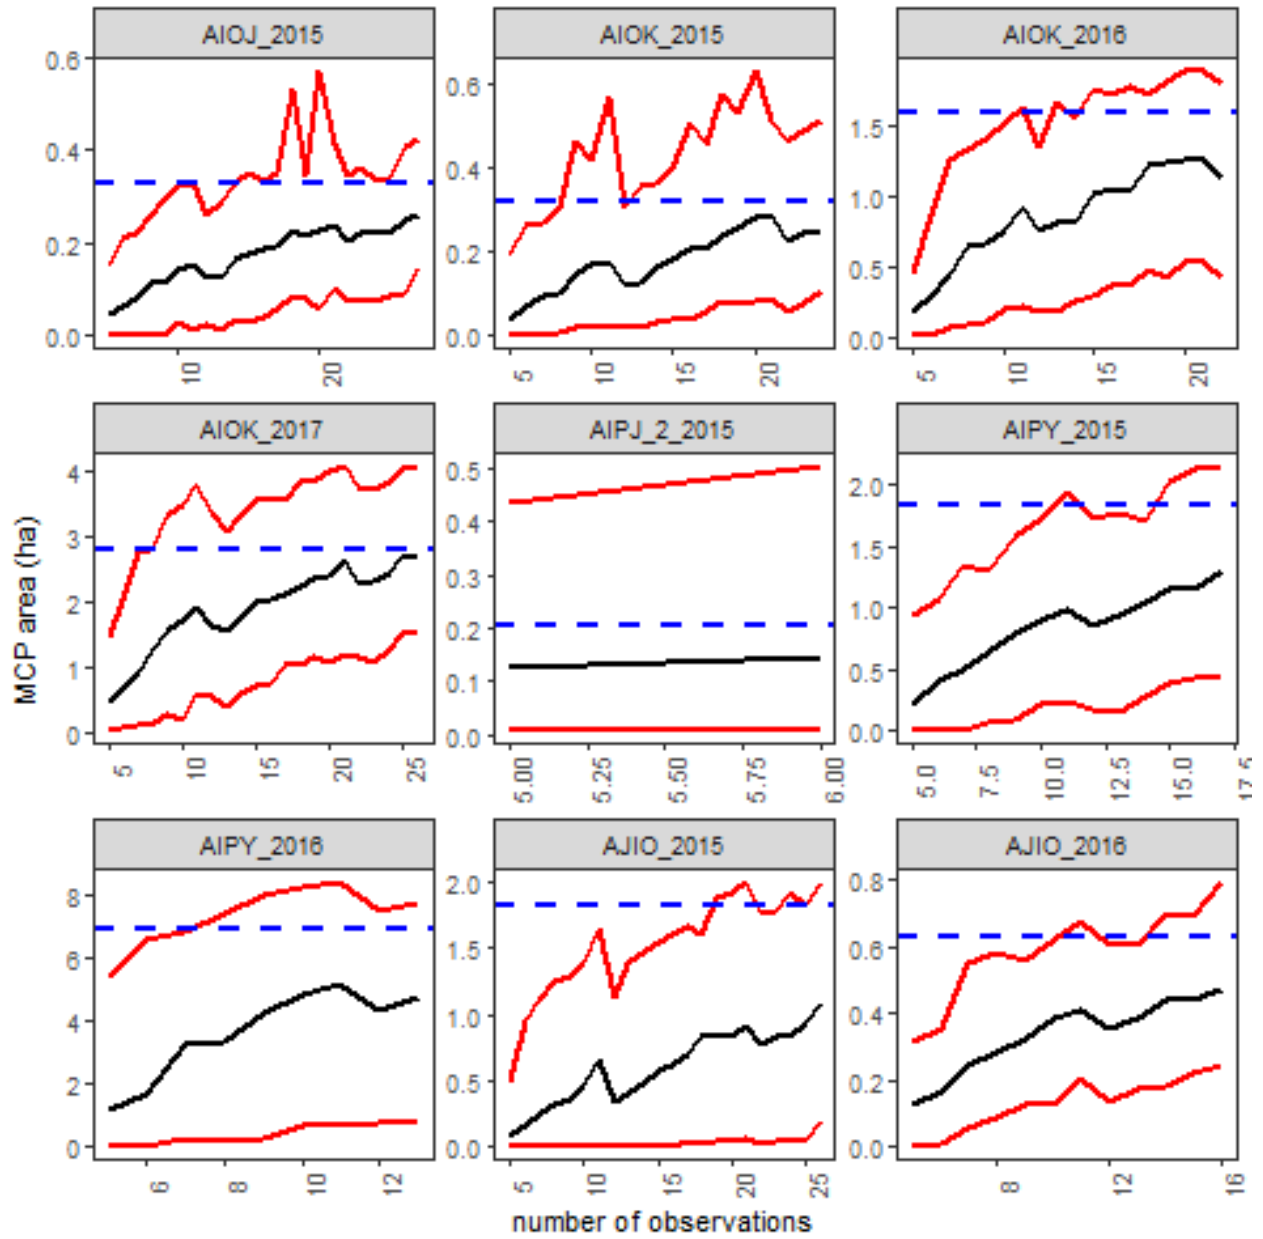 AIOJ_2015 AIOK_2015 AIOK_2016
0.6 0.4 0.2 0.0
10 20
0.6 0.4 0.2 0.0
5 10 15 20
1.5 1.0 0.5 0.0
5 10 15 20
AIOK_2017 AIPJ_2_2015 AIPY_2015
MCP area (ha)
4 3 2 1 0
5 10 15 20 25
0.5 0.4 0.3 0.2 0.1 0.0
5.00 5.25 5.50 5.75 6.00
2.0 1.5 1.0 0.5 0.0
5.0 7.5 10.0 12.5 15.0 17.5
AIPY_2016 AJIO_2015 AJIO_2016
8 6 4 2 0
6 8 10 12
2.0 1.5 1.0 0.5 0.0
5 10 15 20 25
0.8 0.6 0.4 0.2 0.0
8 12 16
number of observations